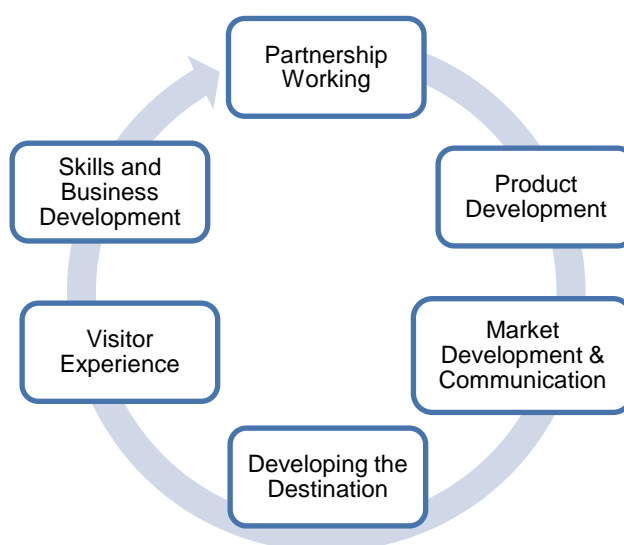 Partnership
Working
Product
Development
Market
Development &
Communication
Developing the
Destination
Visitor
Experience
Skills and
Business
Development